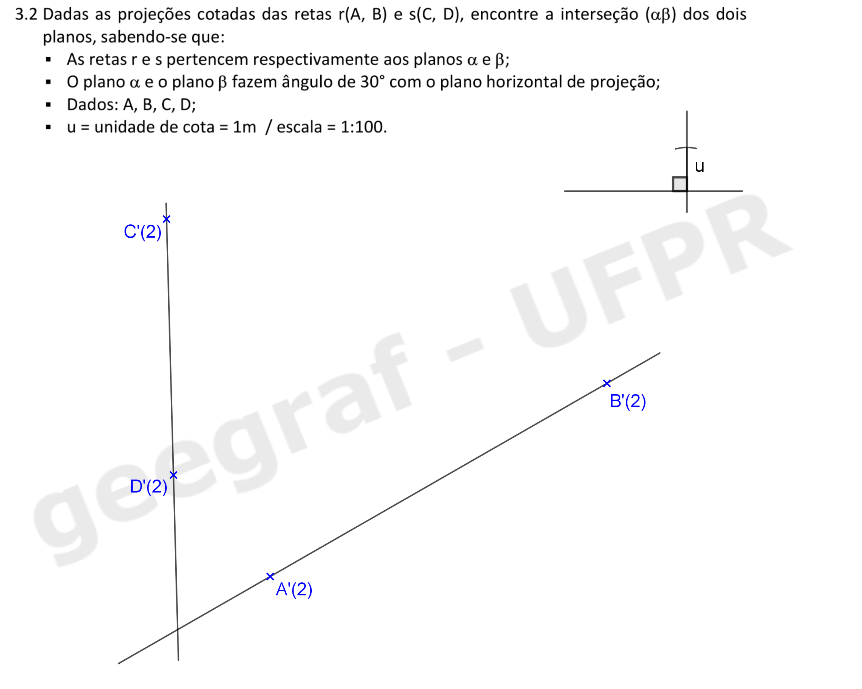 3.2 Dadas as projeções cotadas das retas r(A, B) e s(C, D), encontre a interseção (αβ) dos dois
planos, sabendo-se que:
▪ As retas r e s pertencem respectivamente aos planos α e β;
▪ O plano α e o plano β fazem ângulo de 30° com o plano horizontal de projeção;
▪ Dados: A, B, C, D;
▪ u = unidade de cota = 1m / escala = 1:100.
u
C'(2)
geegraf - UFPR
B'(2)
D'(2)
A'(2)